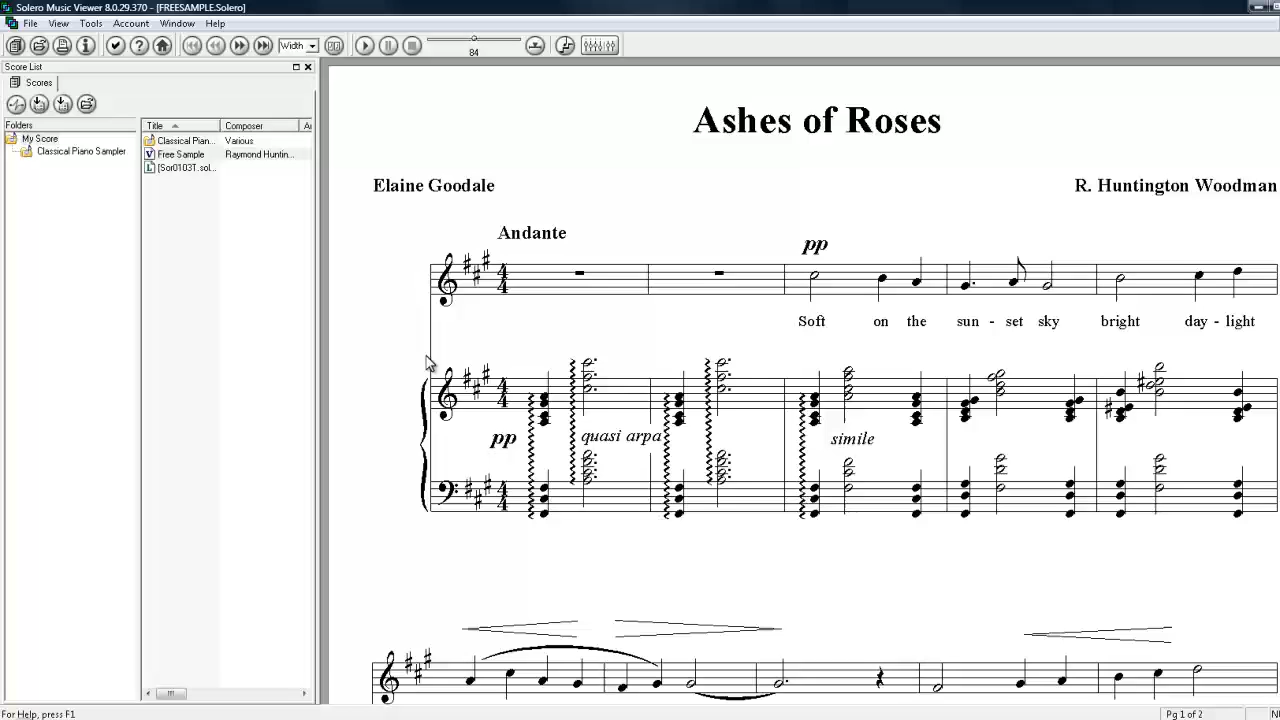 Solero Music Viewer 8.0.29.370 - [FREESAMPLE.Solero]
File View Tools Account Window Help
Width
84
Score List
Scores
Folders
My Score
Classical Piano Sampler
Title Composer
Classical Pian... Various
Free Sample Raymond Huntin...
[Sor0103T.sol...
Ashes of Roses
Elaine Goodale R. Huntington Woodman
Andante
pp
Soft on the sun - set sky bright day - light
pp quasi arpa simile
For Help, press F1
Pg 1 of 2